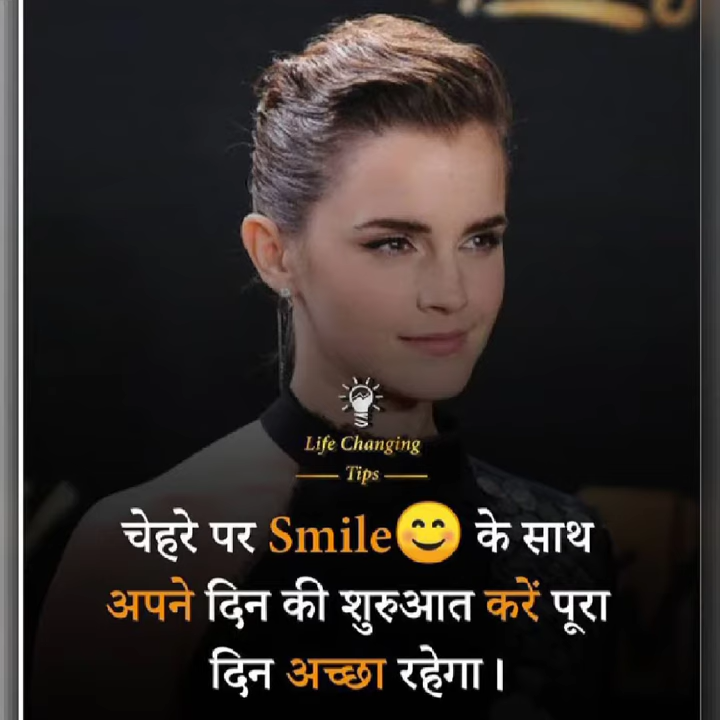 Life Changing
Tips
चेहरे पर Smile😊 के साथ
अपने दिन की शुरुआत करें पूरा
दिन अच्छा रहेगा।